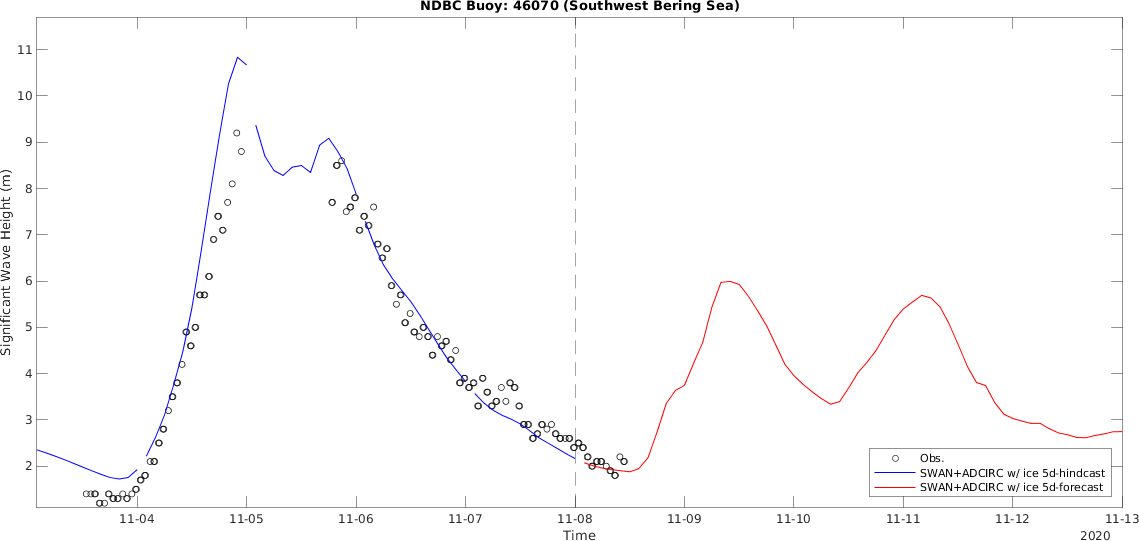 NDBC Buoy: 46070 (Southwest Bering Sea)
Significant Wave Height (m)
11
10
9
8
7
6
5
4
3
2
Obs.
SWAN+ADCIRC w/ ice 5d-hindcast
SWAN+ADCIRC w/ ice 5d-forecast
11-04 11-05 11-06 11-07 11-08 11-09 11-10 11-11 11-12 11-13
Time
2020